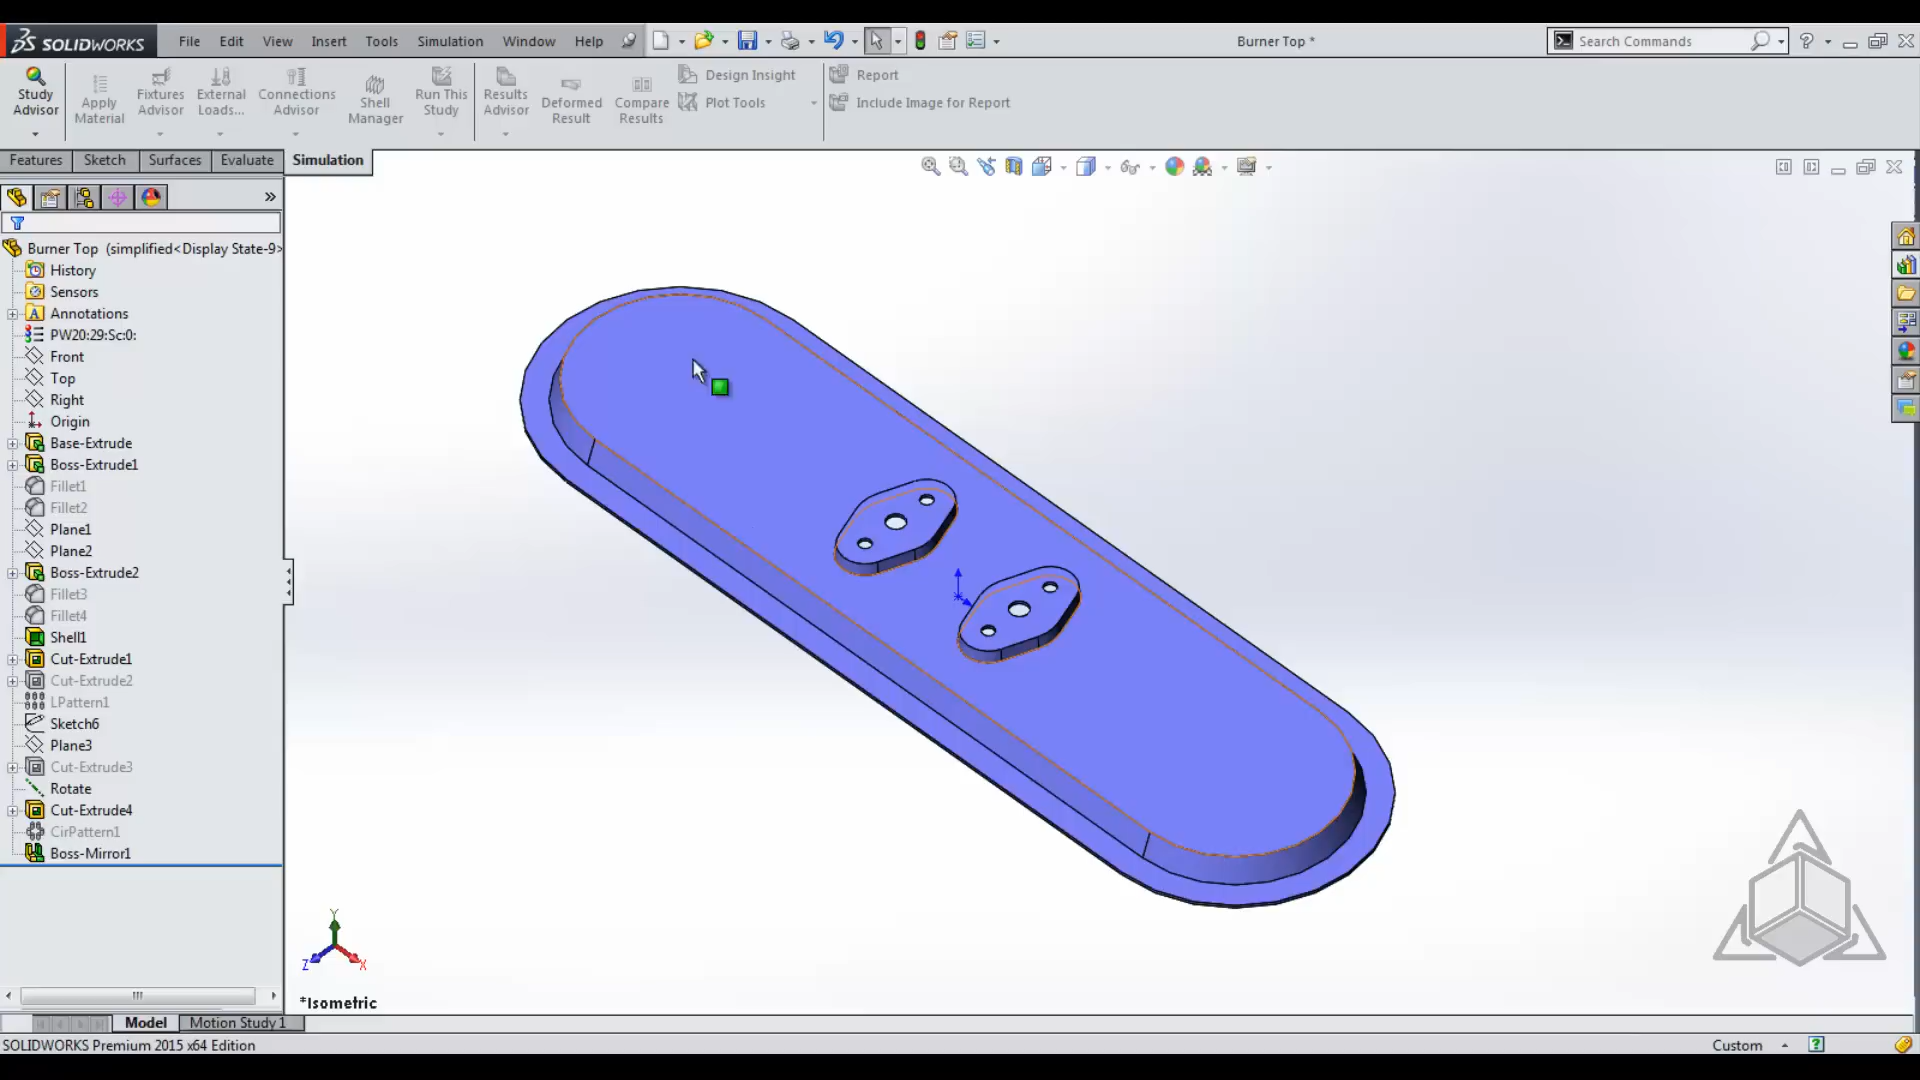 SOLIDWORKS File Edit View Insert Tools Simulation Window Help Burner Top * Search Commands
Study Advisor
Apply Material
Fixtures Advisor
External Loads...
Connections Advisor
Shell Manager
Run This Study
Results Advisor
Deformed Result
Compare Results
Design Insight
Plot Tools
Report
Include Image for Report
Features Sketch Surfaces Evaluate Simulation
Burner Top (simplified<Display State-9>
History
Sensors
Annotations
PW20:29:Sc:0:
Front
Top
Right
Origin
Base-Extrude
Boss-Extrude1
Fillet1
Fillet2
Plane1
Plane2
Boss-Extrude2
Fillet3
Fillet4
Shell1
Cut-Extrude1
Cut-Extrude2
LPattern1
Sketch6
Plane3
Cut-Extrude3
Rotate
Cut-Extrude4
CirPattern1
Boss-Mirror1
Y
Z X
*Isometric
Model Motion Study 1
SOLIDWORKS Premium 2015 x64 Edition Custom